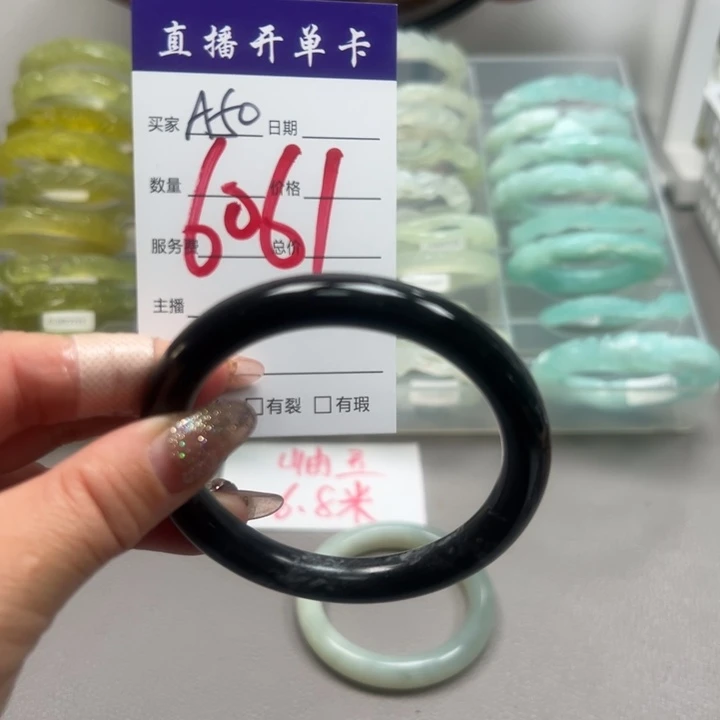 直播开单卡
买家 A50 日期
数量 价格
6061
服务费 总价
主播
□有裂 □有瑕
6.8米